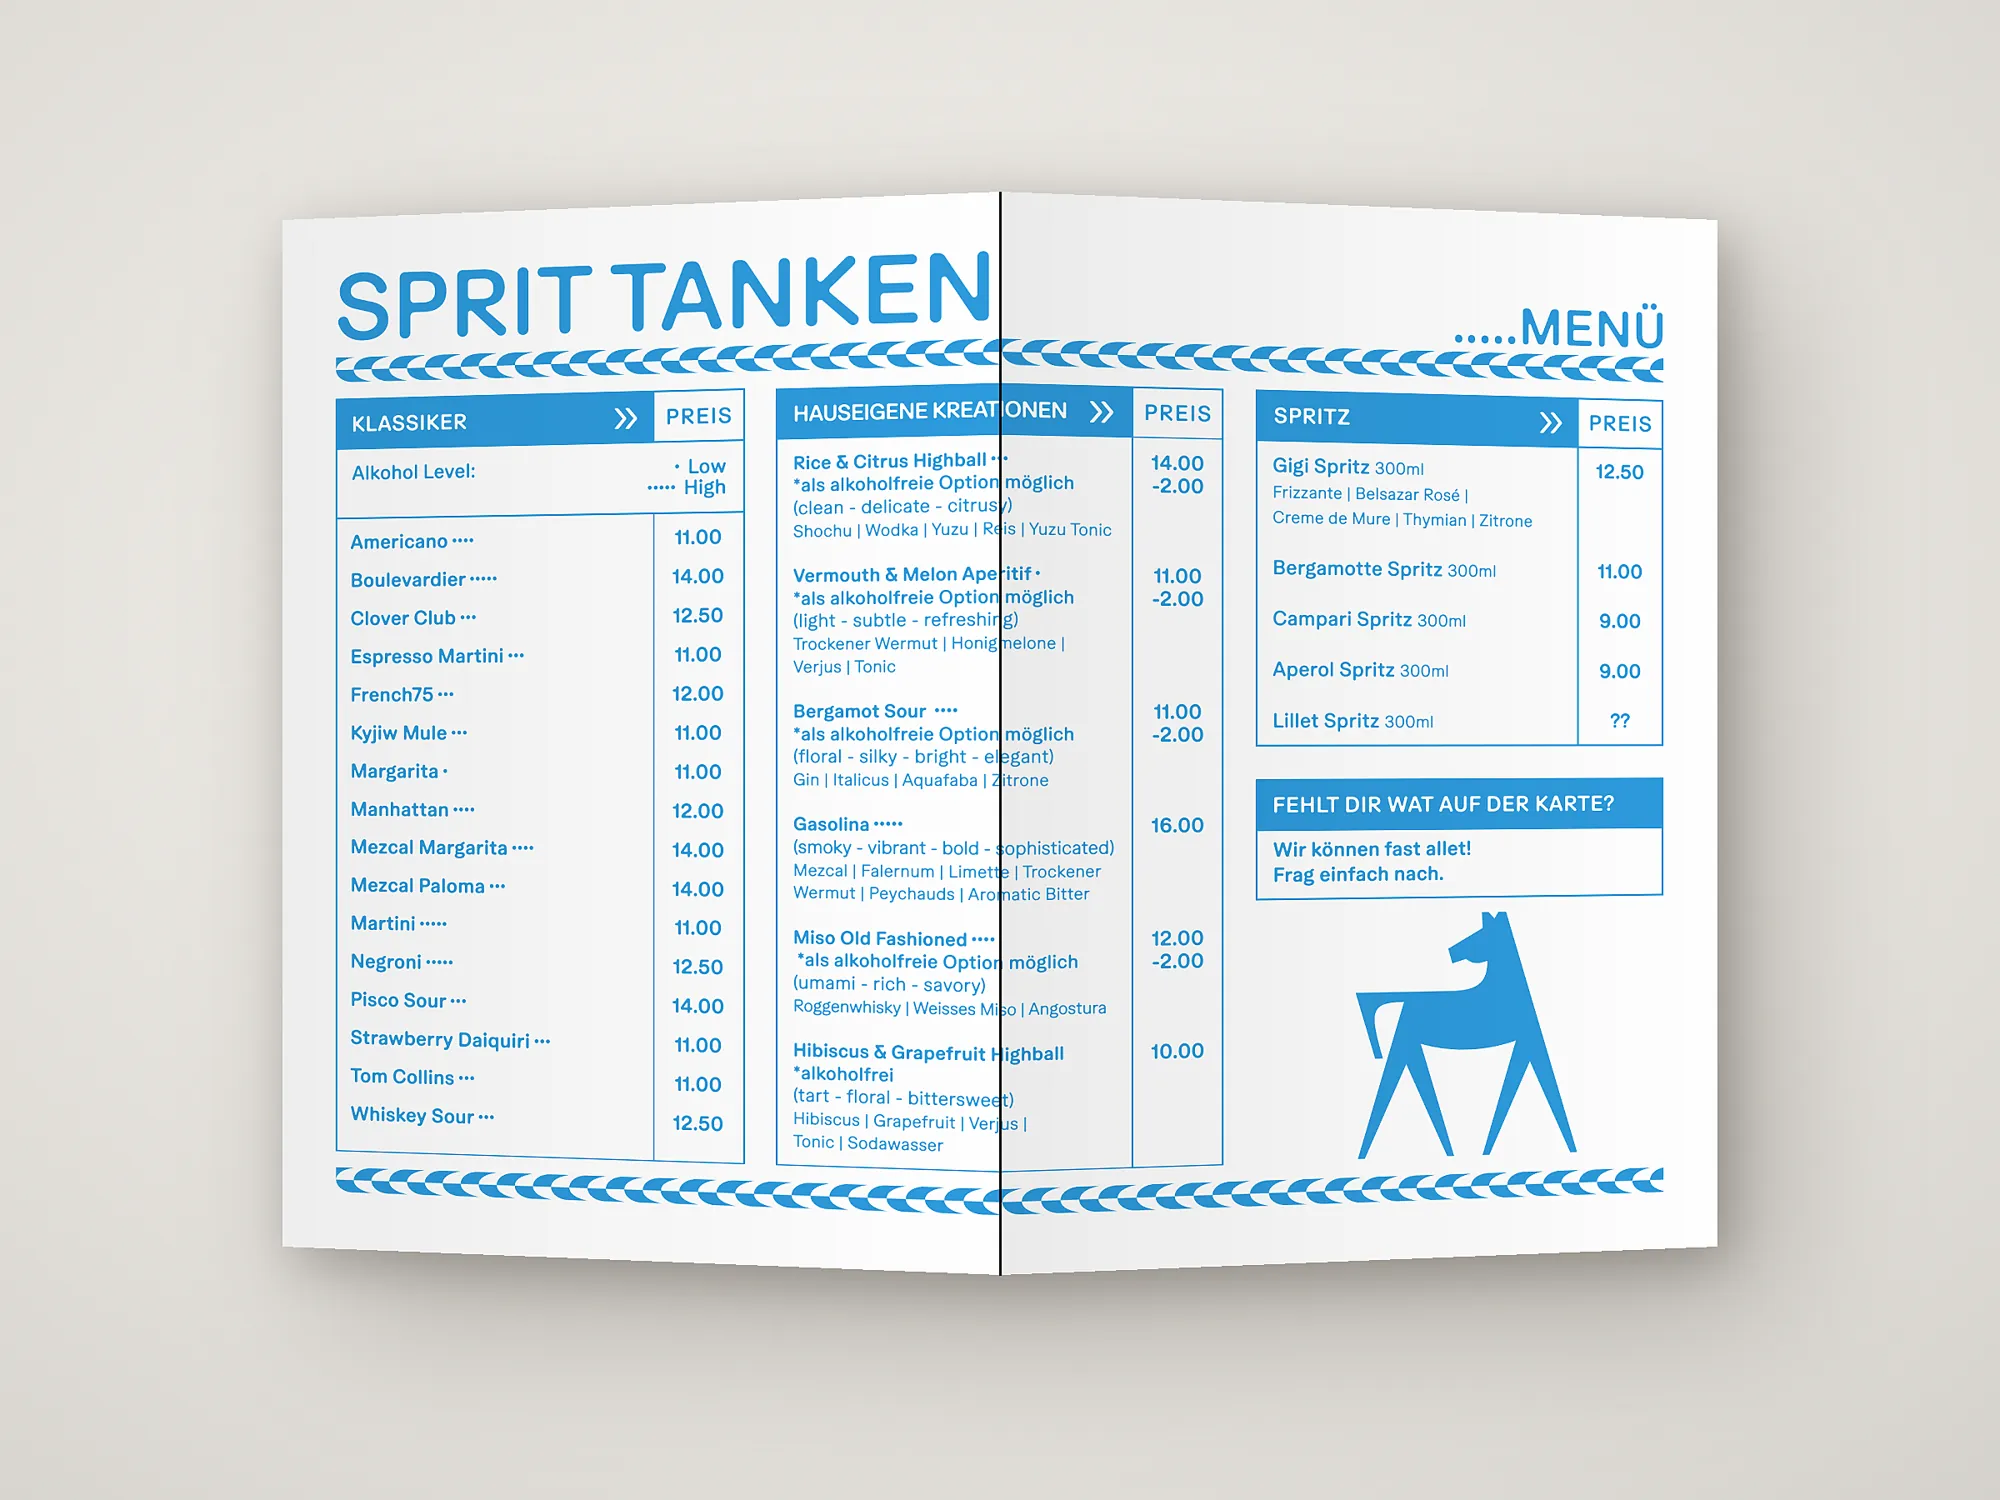 SPRIT TANKEN
.....MENÜ
KLASSIKER >> PREIS
Alkohol Level: • Low
••••• High
Americano •••• 11.00
Boulevardier ••••• 14.00
Clover Club ••• 12.50
Espresso Martini ••• 11.00
French75 ••• 12.00
Kyjiw Mule ••• 11.00
Margarita • 11.00
Manhattan •••• 12.00
Mezcal Margarita •••• 14.00
Mezcal Paloma ••• 14.00
Martini ••••• 11.00
Negroni ••••• 12.50
Pisco Sour ••• 14.00
Strawberry Daiquiri ••• 11.00
Tom Collins ••• 11.00
Whiskey Sour ••• 12.50
HAUSEIGENE KREATIONEN >> PREIS
Rice & Citrus Highball ••• 14.00
*als alkoholfreie Option möglich -2.00
(clean - delicate - citrusy)
Shochu | Wodka | Yuzu | Reis | Yuzu Tonic
Vermouth & Melon Aperitif • 11.00
*als alkoholfreie Option möglich -2.00
(light - subtle - refreshing)
Trockener Wermut | Honigmelone |
Verjus | Tonic
Bergamot Sour •••• 11.00
*als alkoholfreie Option möglich -2.00
(floral - silky - bright - elegant)
Gin | Italicus | Aquafaba | Zitrone
Gasolina ••••• 16.00
(smoky - vibrant - bold - sophisticated)
Mezcal | Falernum | Limette | Trockener
Wermut | Peychauds | Aromatic Bitter
Miso Old Fashioned •••• 12.00
*als alkoholfreie Option möglich -2.00
(umami - rich - savory)
Roggenwhisky | Weisses Miso | Angostura
Hibiscus & Grapefruit Highball 10.00
*alkoholfrei
(tart - floral - bittersweet)
Hibiscus | Grapefruit | Verjus |
Tonic | Sodawasser
SPRITZ >> PREIS
Gigi Spritz 300ml 12.50
Frizzante | Belsazar Rosé |
Creme de Mure | Thymian | Zitrone
Bergamotte Spritz 300ml 11.00
Campari Spritz 300ml 9.00
Aperol Spritz 300ml 9.00
Lillet Spritz 300ml ??
FEHLT DIR WAT AUF DER KARTE?
Wir können fast allet!
Frag einfach nach.